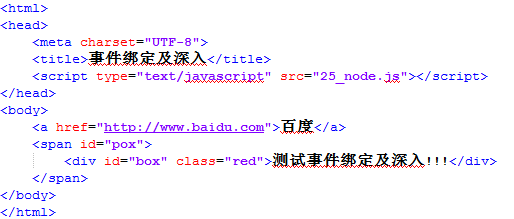 <html>
<head>
    <meta charset="UTF-8">
    <title>事件绑定及深入</title>
    <script type="text/javascript" src="25_node.js"></script>
</head>
<body>
    <a href="http://www.baidu.com">百度</a>
    <span id="pox">
        <div id="box" class="red">测试事件绑定及深入!!!</div>
    </span>
</body>
</html>